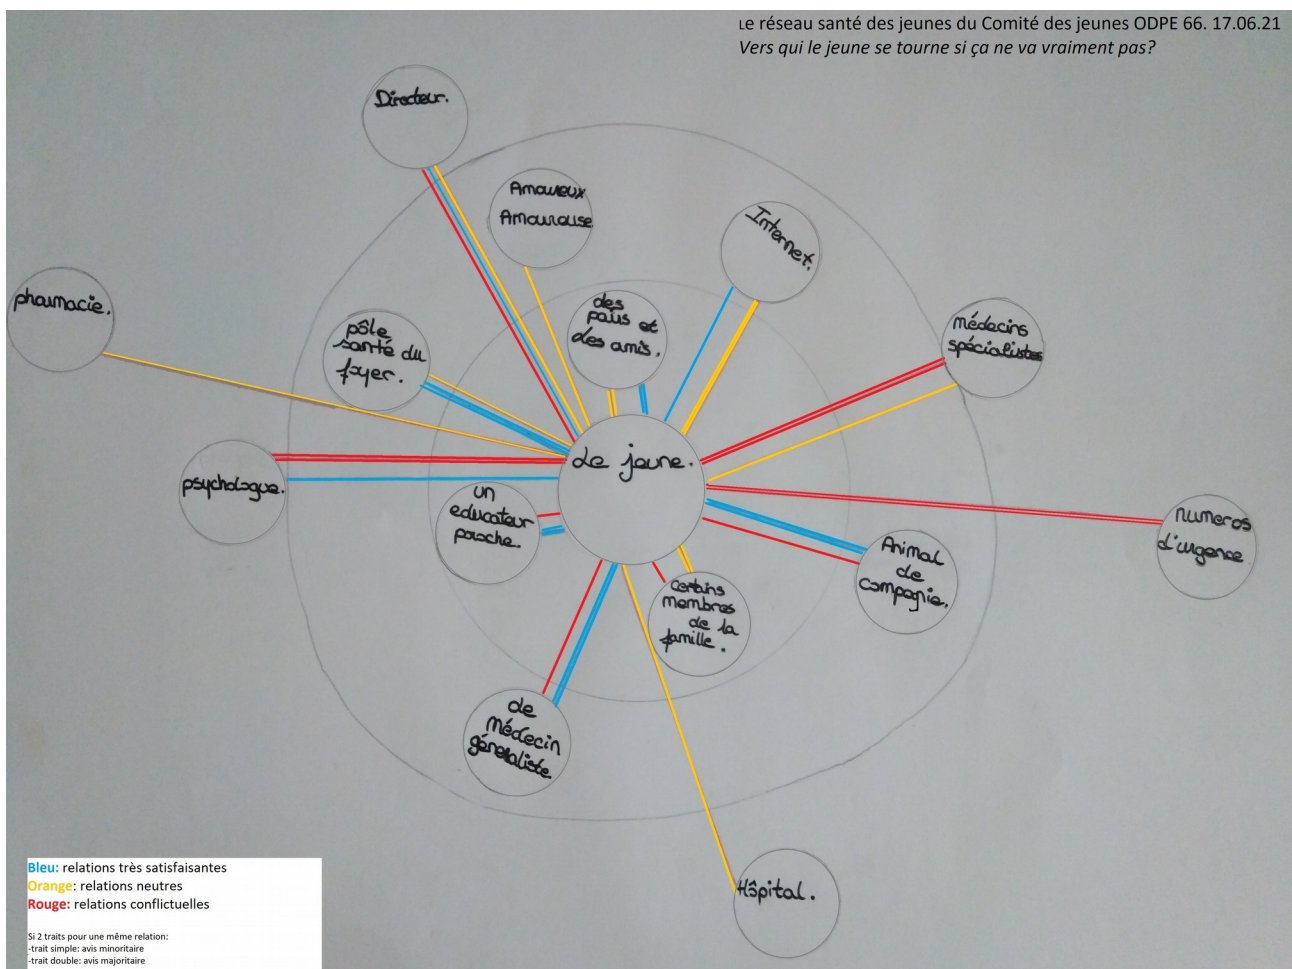 Le réseau santé des jeunes du Comité des jeunes ODPE 66. 17.06.21
Vers qui le jeune se tourne si ça ne va vraiment pas?
Directeur.
Amoureux
Amoureuse
Internet.
pharmacie.
pôle
santé du
foyer.
des
pairs et
des amis.
médecins
spécialistes
Le jeune.
psychologue.
un
educateur
proche.
numeros
d'urgence
Animal
de
compagnie.
Certains
membres
de la
famille.
Le
médecin
généraliste.
Hôpital.
Bleu: relations très satisfaisantes
Orange: relations neutres
Rouge: relations conflictuelles
Si 2 traits pour une même relation:
-trait simple: avis minoritaire
-trait double: avis majoritaire